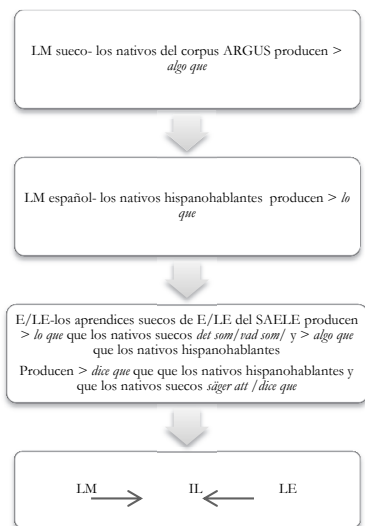 LM sueco- los nativos del corpus ARGUS producen >
algo que
LM español- los nativos hispanohablantes producen > lo
que
E/LE-los aprendices suecos de E/LE del SAELE producen
> lo que que los nativos suecos det som/vad som/ y > algo que
que los nativos hispanohablantes
Producen > dice que que que los nativos hispanohablantes y
que los nativos suecos säger att /dice que
LM IL LE